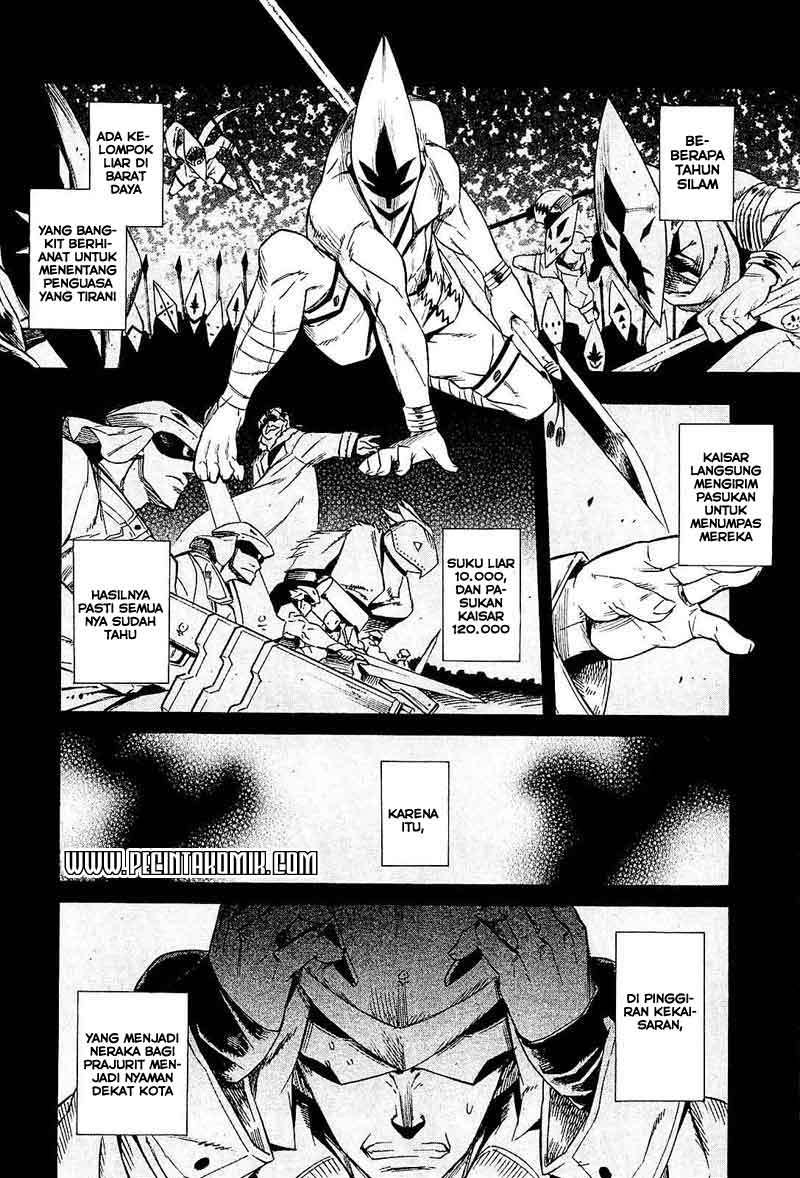 BE-
BERAPA
TAHUN
SILAM
ADA KE-
LOMPOK
LIAR DI
BARAT
DAYA
YANG BANG-
KIT BERHI-
ANAT UNTUK
MENENTANG
PENGUASA
YANG TIRANI
KAISAR
LANGSUNG
MENGIRIM
PASUKAN
UNTUK
MENUMPAS
MEREKA
SUKU LIAR
10.000,
DAN PA-
SUKAN
KAISAR
120.000
HASILNYA
PASTI SEMUA
NYA SUDAH
TAHU
KARENA
ITU,
WWW.PECINTAKOMIK.COM
DI PINGGI-
RAN KEKAI-
SARAN,
YANG MENJADI
NERAKA BAGI
PRAJURIT MEN-
JADI NYAMAN
DEKAT KOTA